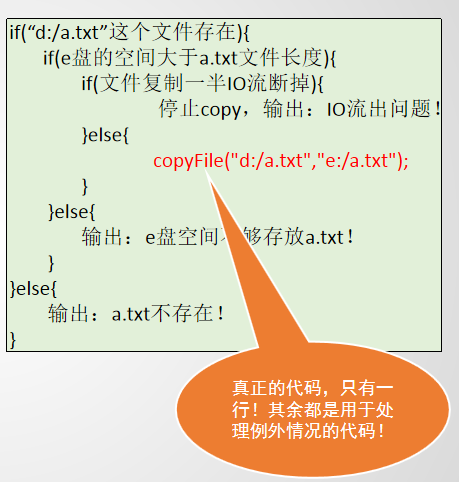 if(“d:/a.txt”这个文件存在){
if(e盘的空间大于a.txt文件长度){
if(文件复制一半IO流断掉){
停止copy，输出：IO流出问题！
}else{
copyFile("d:/a.txt","e:/a.txt");
}
}else{
输出：e盘空间够存放a.txt！
}
}else{
输出：a.txt不存在！
}
真正的代码，只有一
行！其余都是用于处
理例外情况的代码！